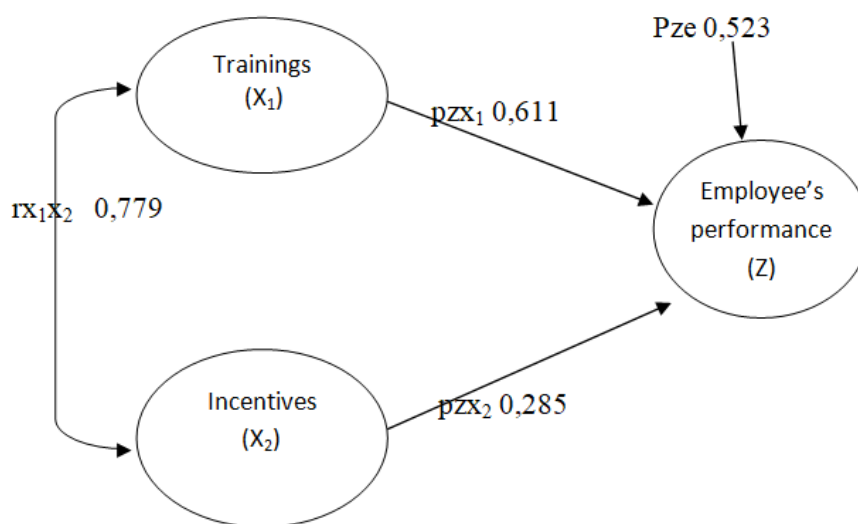 Trainings
(X₁)
Pze 0,523
pzx₁ 0,611
rx₁x₂ 0,779
Employee’s
performance
(Z)
Incentives
(X₂)
pzx₂ 0,285